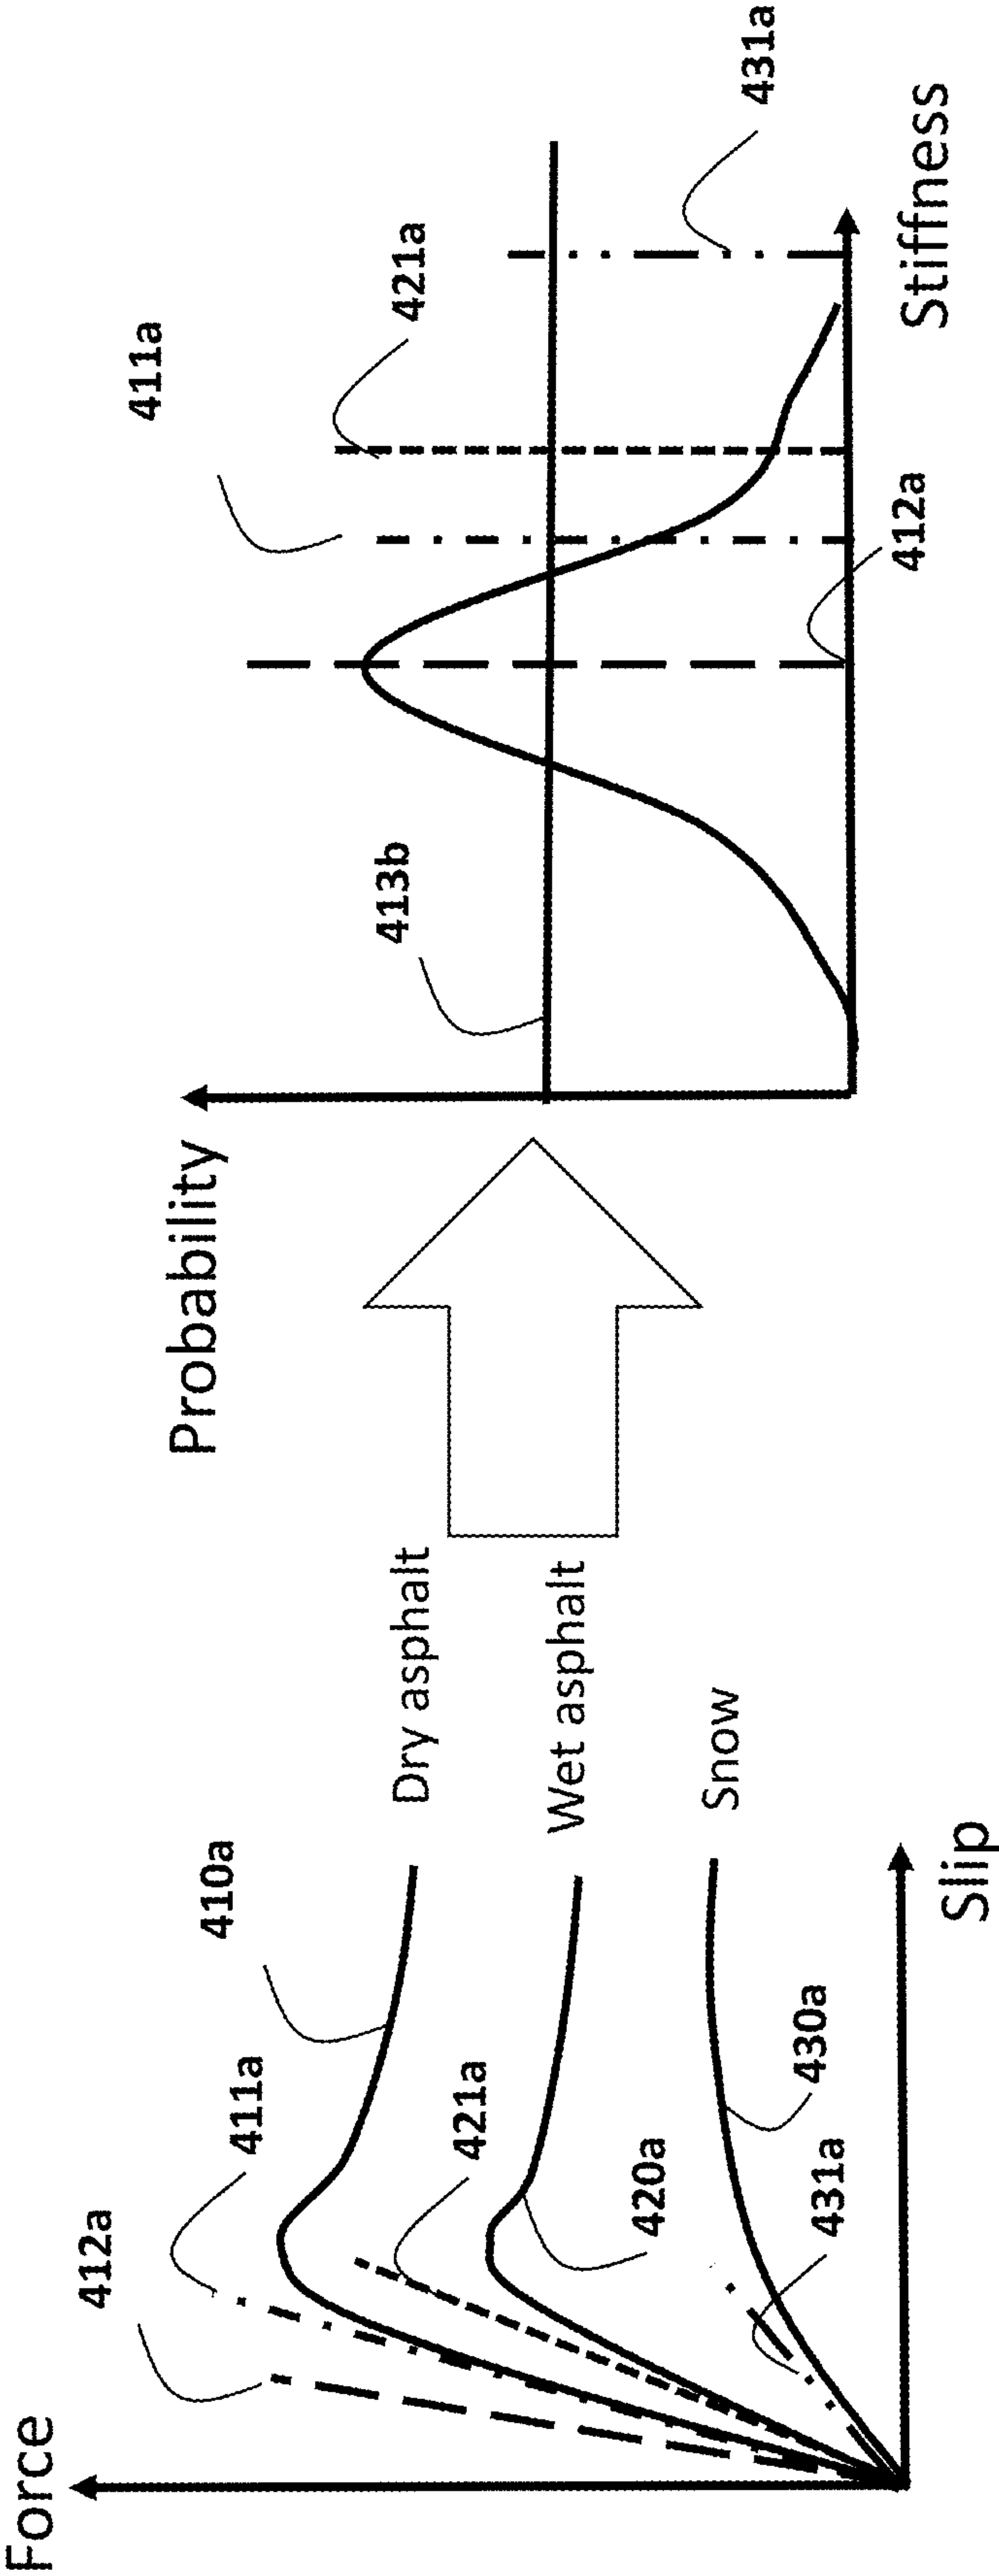 Force
412a
411a
410a
421a
420a
430a
431a
Dry asphalt
Wet asphalt
Snow
Slip
Probability
413b
411a
421a
431a
412a
Stiffness